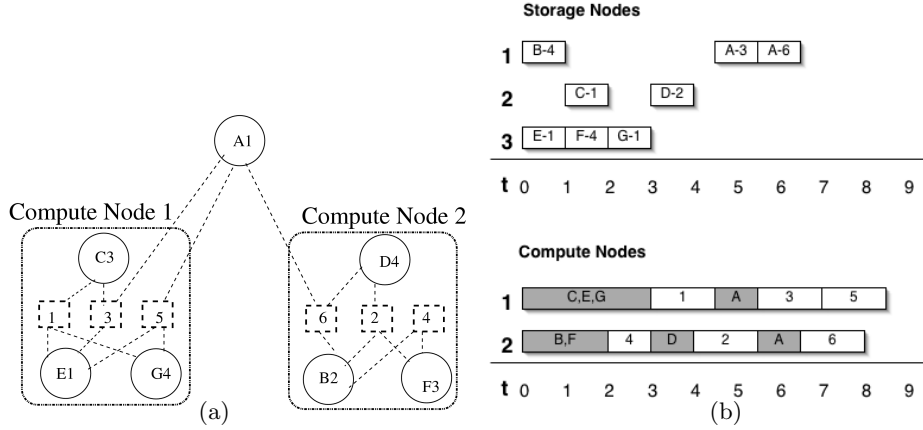 A1
Compute Node 1
C3
1 3 5
E1 G4
Compute Node 2
D4
6 2 4
B2 F3
(a)
Storage Nodes
1 B-4 A-3 A-6
2 C-1 D-2
3 E-1 F-4 G-1
t 0 1 2 3 4 5 6 7 8 9
Compute Nodes
1 C,E,G 1 A 3 5
2 B,F 4 D 2 A 6
t 0 1 2 3 4 5 6 7 8 9
(b)